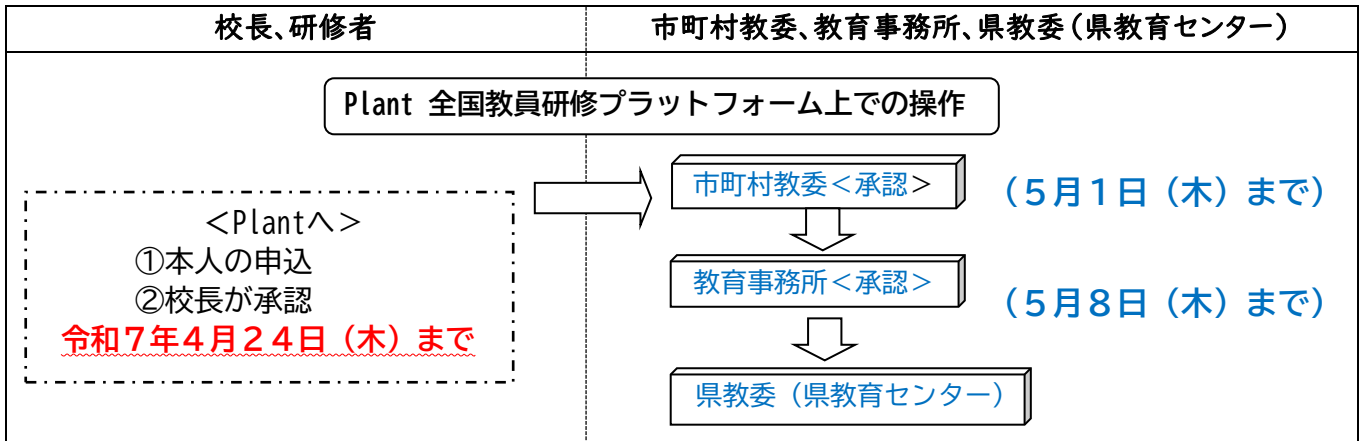 校長、研修者
市町村教委、教育事務所、県教委(県教育センター)
Plant 全国教員研修プラットフォーム上での操作
<Plantへ>
①本人の申込
②校長が承認
令和7年4月24日（木）まで
市町村教委＜承認＞
（5月1日（木）まで）
教育事務所＜承認＞
（5月8日（木）まで）
県教委（県教育センター）